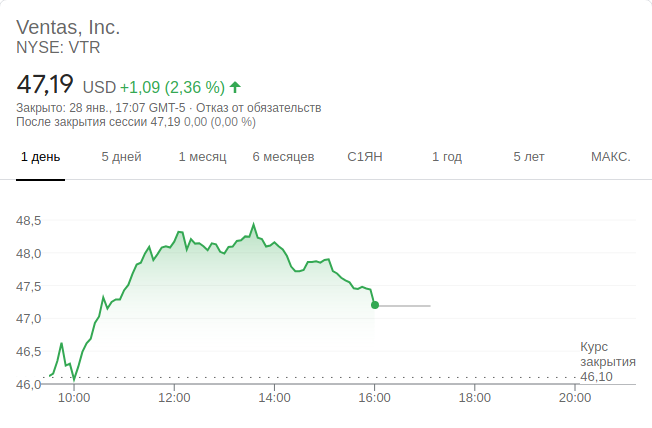 Ventas, Inc.
NYSE: VTR
47,19 USD +1,09 (2,36 %)
Закрыто: 28 янв., 17:07 GMT-5 · Отказ от обязательств
После закрытия сессии 47,19 0,00 (0,00 %)
1 день 5 дней 1 месяц 6 месяцев С1ЯН 1 год 5 лет МАКС.
48,5
48,0
47,5
47,0
46,5
46,0
Курс
закрытия
46,10
10:00 12:00 14:00 16:00 18:00 20:00